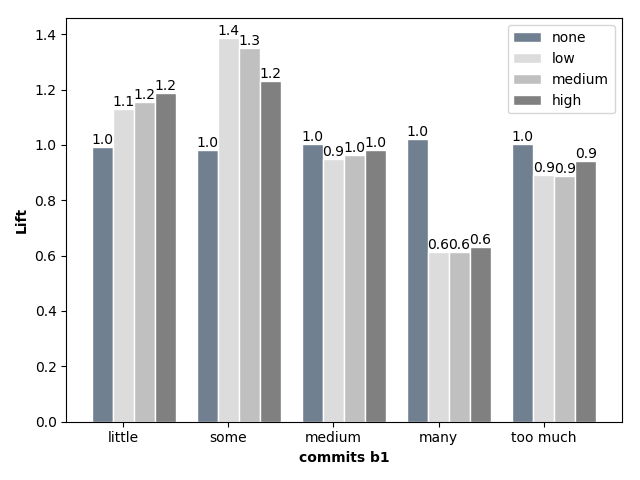 none
low
medium
high
1.4
1.2
1.0
0.8
0.6
0.4
0.2
0.0
Lift
1.0 1.1 1.2 1.2
1.0 1.4 1.3 1.2
1.0 0.9 1.0 1.0
1.0 0.6 0.6 0.6
1.0 0.9 0.9 0.9
little some medium many too much
commits b1